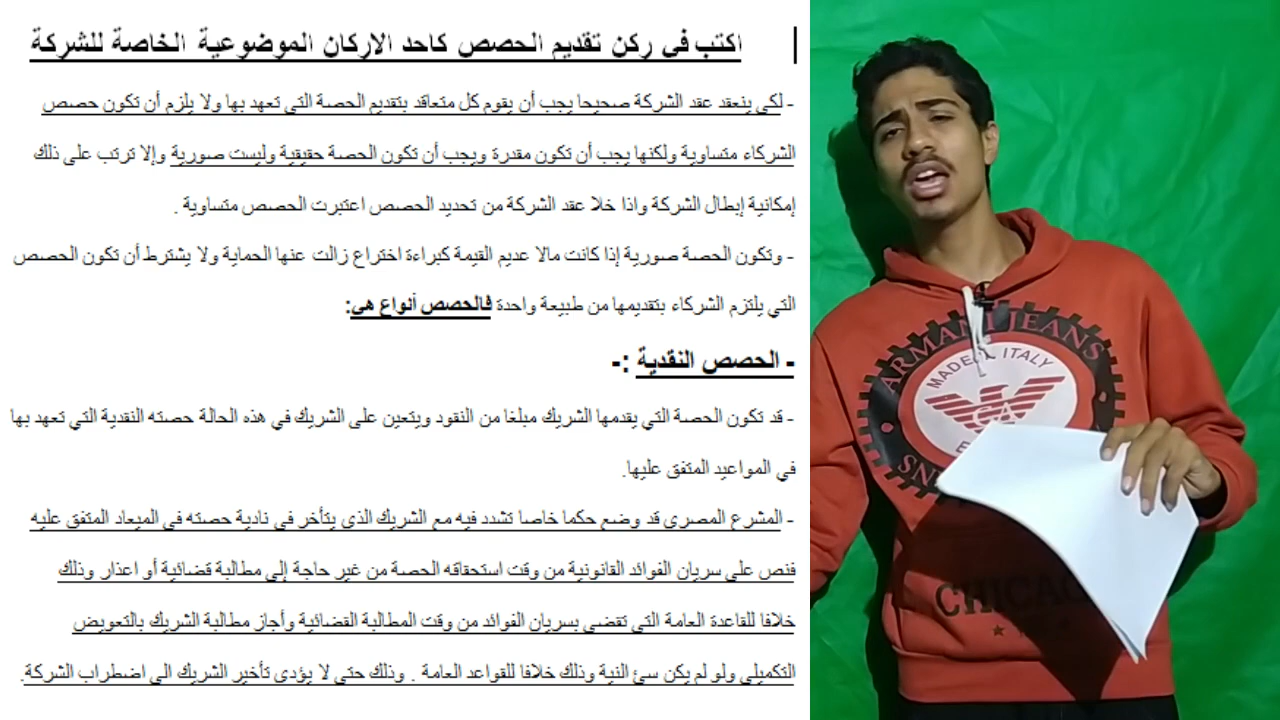 اكتب في ركن تقديم الحصص كاحد الاركان الموضوعية الخاصة للشركة
- لكي ينعقد عقد الشركة صحيحا يجب أن يقوم كل متعاقد بتقديم الحصة التي تعهد بها ولا يلزم أن تكون حصص
الشركاء متساوية ولكنها يجب أن تكون مقدرة ويجب أن تكون الحصة حقيقية وليست صورية وإلا ترتب على ذلك
إمكانية إبطال الشركة واذا خلا عقد الشركة من تحديد الحصص اعتبرت الحصص متساوية .
- وتكون الحصة صورية إذا كانت مالا عديم القيمة كبراءة اختراع زالت عنها الحماية ولا يشترط أن تكون الحصص
التي يلتزم الشركاء بتقديمها من طبيعة واحدة فالحصص أنواع هي:
- الحصص النقدية :-
- قد تكون الحصة التي يقدمها الشريك مبلغا من النقود ويتعين على الشريك في هذه الحالة حصته النقدية التي تعهد بها
في المواعيد المتفق عليها.
- المشرع المصري قد وضع حكما خاصا تشدد فيه مع الشريك الذي يتأخر في تادية حصته في الميعاد المتفق عليه
فنص على سريان الفوائد القانونية من وقت استحقاقه الحصة من غير حاجة إلى مطالبة قضائية أو اعذار وذلك
خلافا للقاعدة العامة التي تقضي بسريان الفوائد من وقت المطالبة القضائية وأجاز مطالبة الشريك بالتعويض
التكميلي ولو لم يكن سئ النية وذلك خلافا للقواعد العامة . وذلك حتى لا يؤدي تأخير الشريك الى اضطراب الشركة.
ARMANI JEANS
MADE IN ITALY
CHICAG